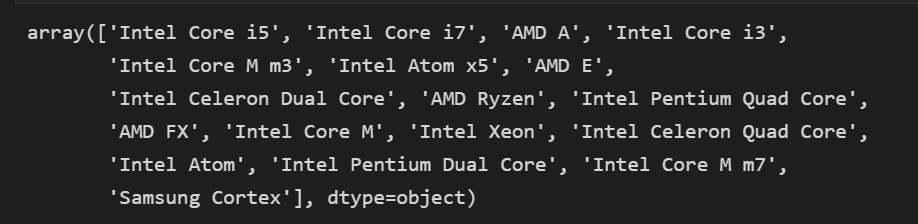 array(['Intel Core i5', 'Intel Core i7', 'AMD A', 'Intel Core i3',
'Intel Core M m3', 'Intel Atom x5', 'AMD E',
'Intel Celeron Dual Core', 'AMD Ryzen', 'Intel Pentium Quad Core',
'AMD FX', 'Intel Core M', 'Intel Xeon', 'Intel Celeron Quad Core',
'Intel Atom', 'Intel Pentium Dual Core', 'Intel Core M m7',
'Samsung Cortex'], dtype=object)